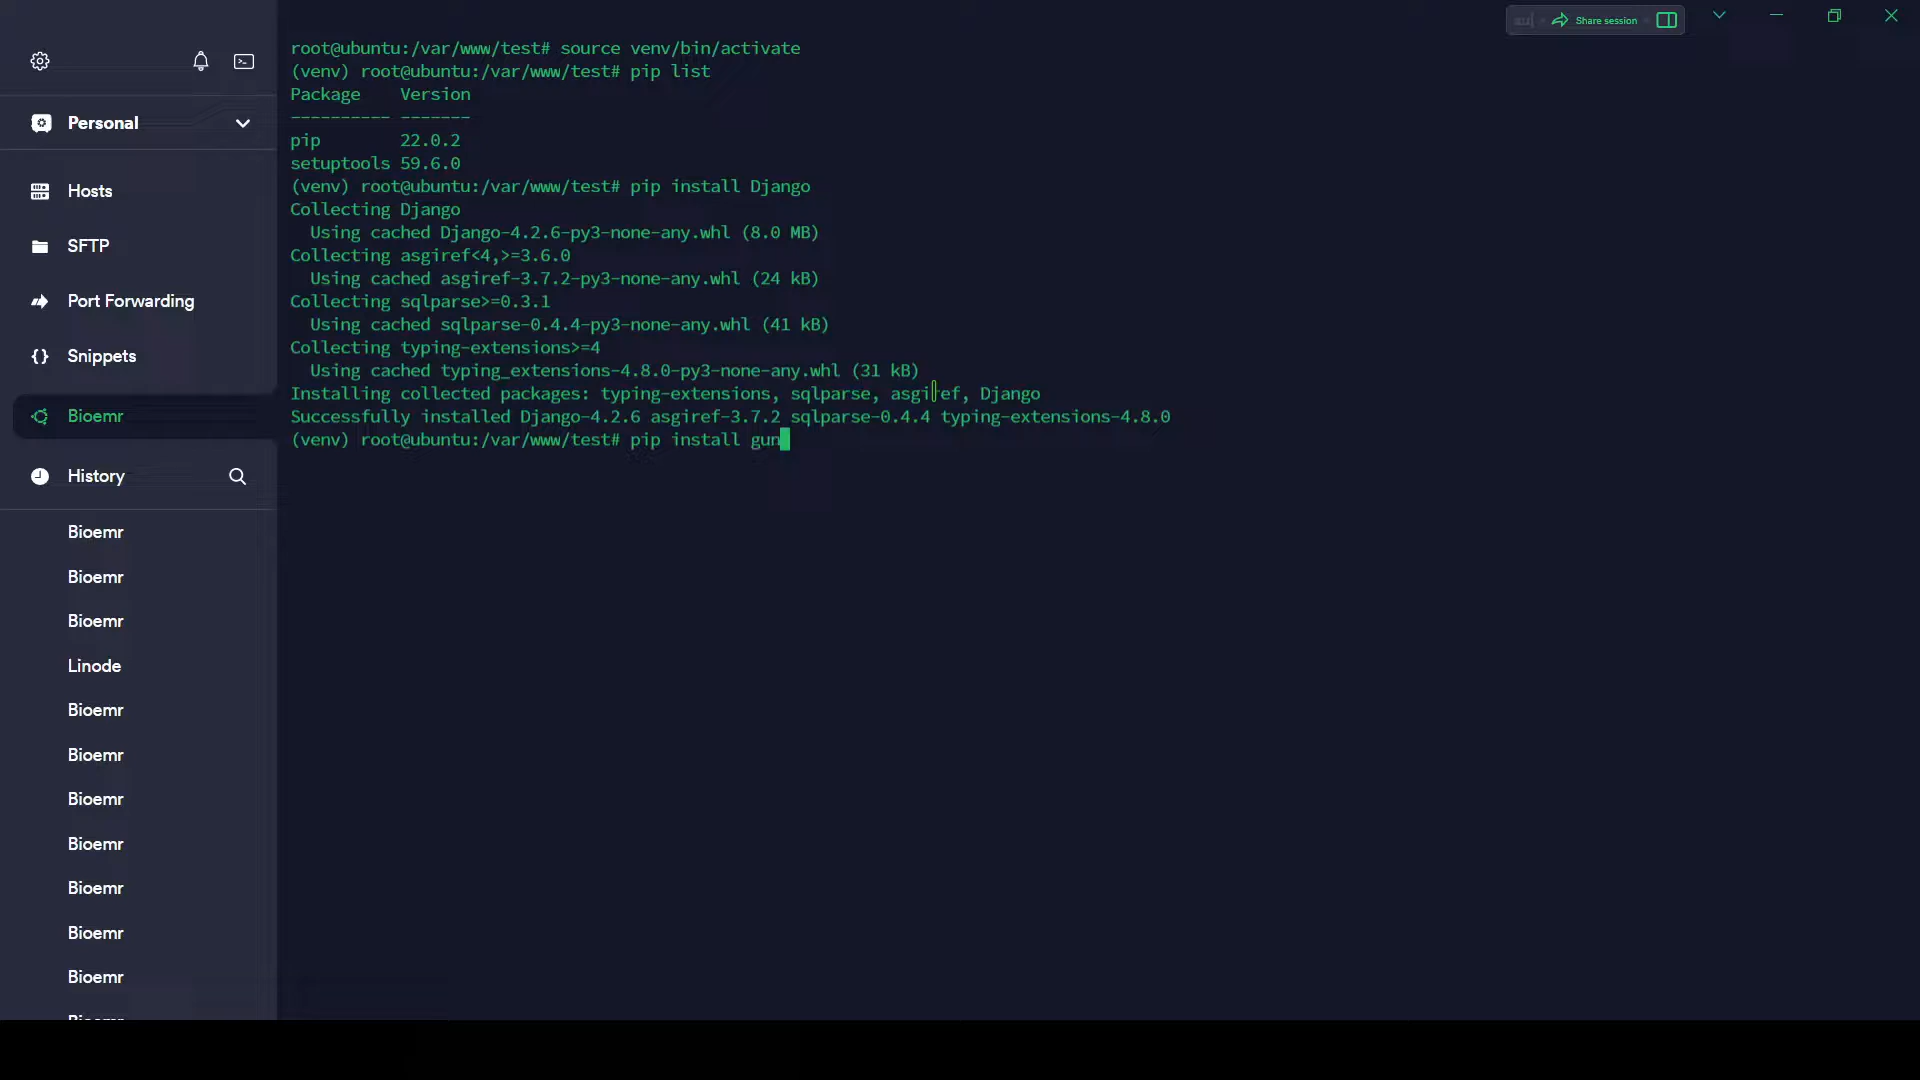 Share session
root@ubuntu:/var/www/test# source venv/bin/activate
(venv) root@ubuntu:/var/www/test# pip list
Package    Version
---------- -------
pip        22.0.2
setuptools 59.6.0
(venv) root@ubuntu:/var/www/test# pip install Django
Collecting Django
  Using cached Django-4.2.6-py3-none-any.whl (8.0 MB)
Collecting asgiref<4,>=3.6.0
  Using cached asgiref-3.7.2-py3-none-any.whl (24 kB)
Collecting sqlparse>=0.3.1
  Using cached sqlparse-0.4.4-py3-none-any.whl (41 kB)
Collecting typing-extensions>=4
  Using cached typing_extensions-4.8.0-py3-none-any.whl (31 kB)
Installing collected packages: typing-extensions, sqlparse, asgiref, Django
Successfully installed Django-4.2.6 asgiref-3.7.2 sqlparse-0.4.4 typing-extensions-4.8.0
(venv) root@ubuntu:/var/www/test# pip install gun
Personal
Hosts
SFTP
Port Forwarding
Snippets
Bioemr
History
Bioemr
Bioemr
Bioemr
Linode
Bioemr
Bioemr
Bioemr
Bioemr
Bioemr
Bioemr
Bioemr